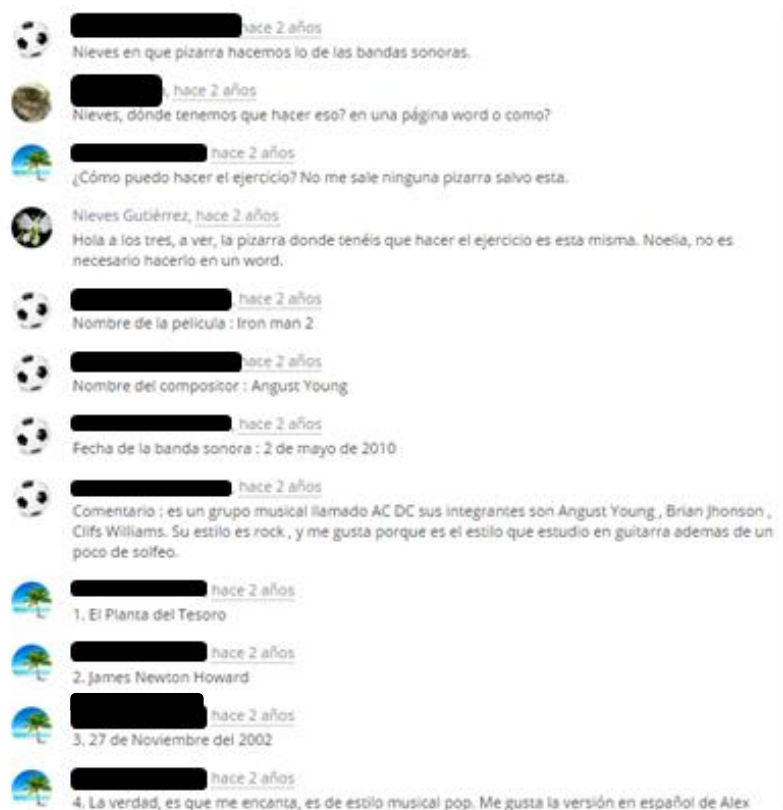 hace 2 años
Nieves en que pizarra hacemos lo de las bandas sonoras.
, hace 2 años
Nieves, dónde tenemos que hacer eso? en una página word o como?
hace 2 años
¿Cómo puedo hacer el ejercicio? No me sale ninguna pizarra salvo esta.
Nieves Gutiérrez, hace 2 años
Hola a los tres, a ver, la pizarra donde tenéis que hacer el ejercicio es esta misma. Noelia, no es
necesario hacerlo en un word.
hace 2 años
Nombre de la pelicula : Iron man 2
hace 2 años
Nombre del compositor : Angust Young
hace 2 años
Fecha de la banda sonora : 2 de mayo de 2010
hace 2 años
Comentario : es un grupo musical llamado AC DC sus integrantes son Angust Young , Brian Jhonson ,
Clifs Williams. Su estilo es rock , y me gusta porque es el estilo que estudio en guitarra ademas de un
poco de solfeo.
hace 2 años
1. El Planta del Tesoro
hace 2 años
2. James Newton Howard
hace 2 años
3. 27 de Noviembre del 2002
hace 2 años
4. La verdad, es que me encanta, es de estilo musical pop. Me gusta la versión en español de Alex